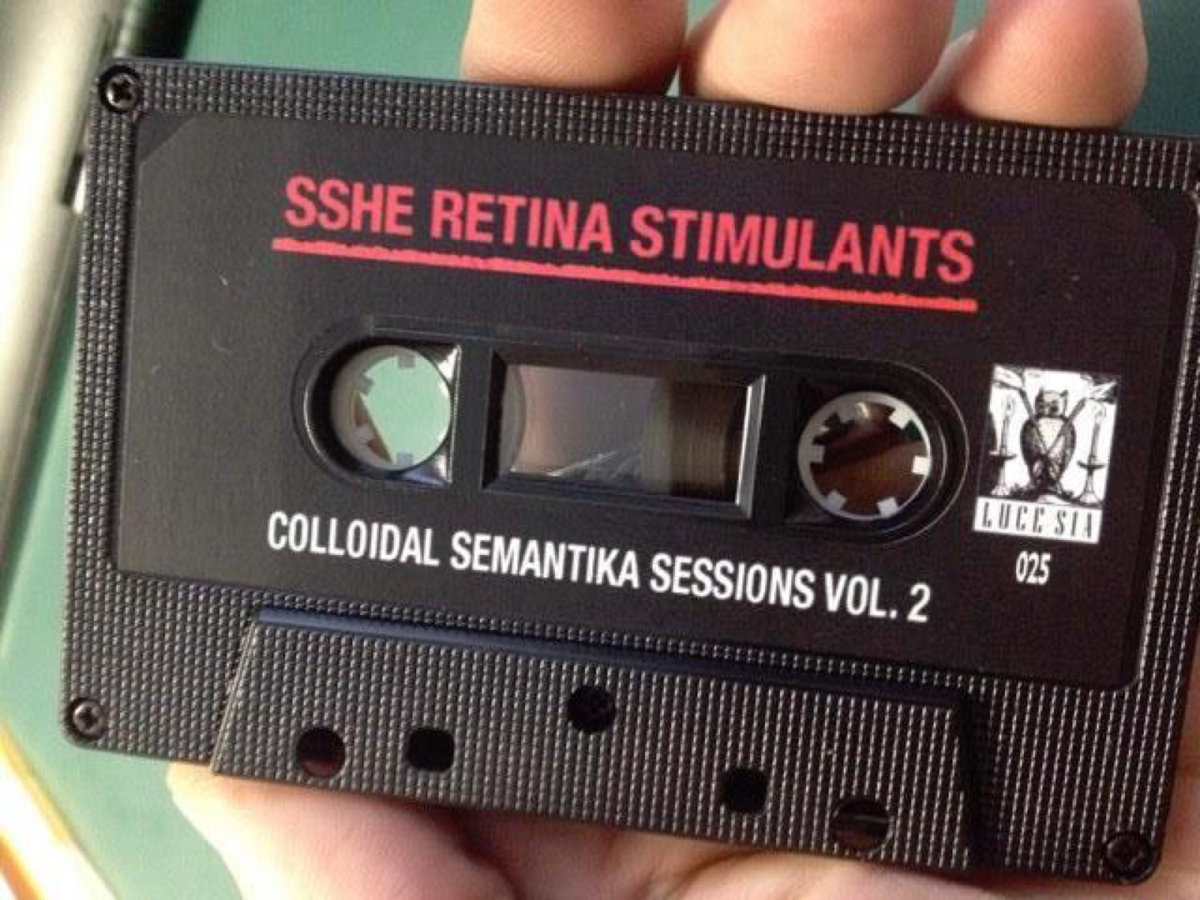 SSHE RETINA STIMULANTS
COLLOIDAL SEMANTIKA SESSIONS VOL. 2
LUCE SIA
025